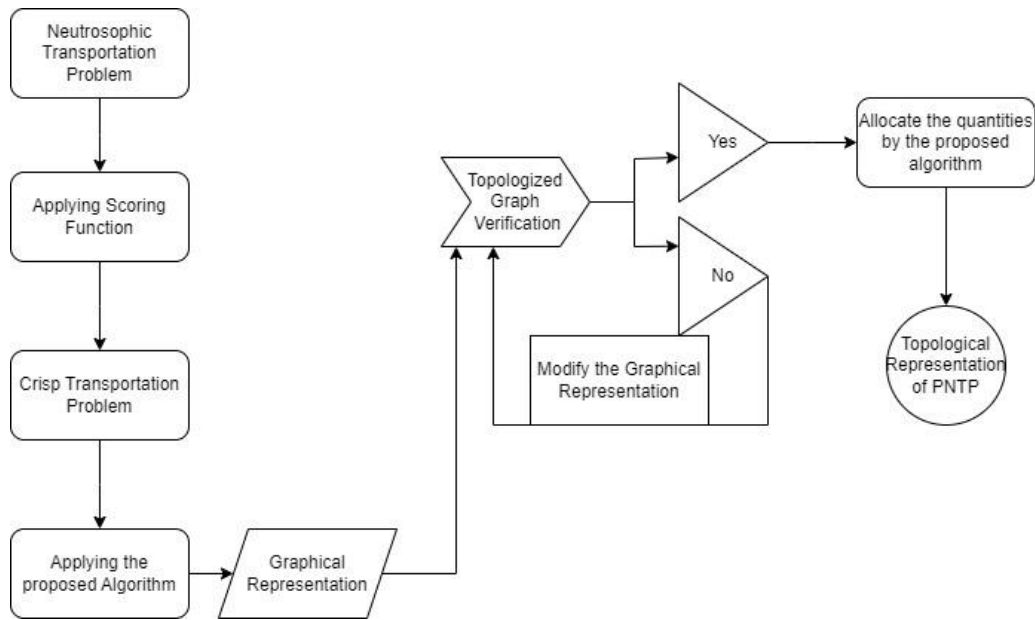 Neutrosophic
Transportation
Problem
Applying Scoring
Function
Crisp Transportation
Problem
Applying the
proposed Algorithm
Graphical
Representation
Topologized
Graph
Verification
Yes
No
Modify the Graphical
Representation
Allocate the quantities
by the proposed
algorithm
Topological
Representation
of PNTP